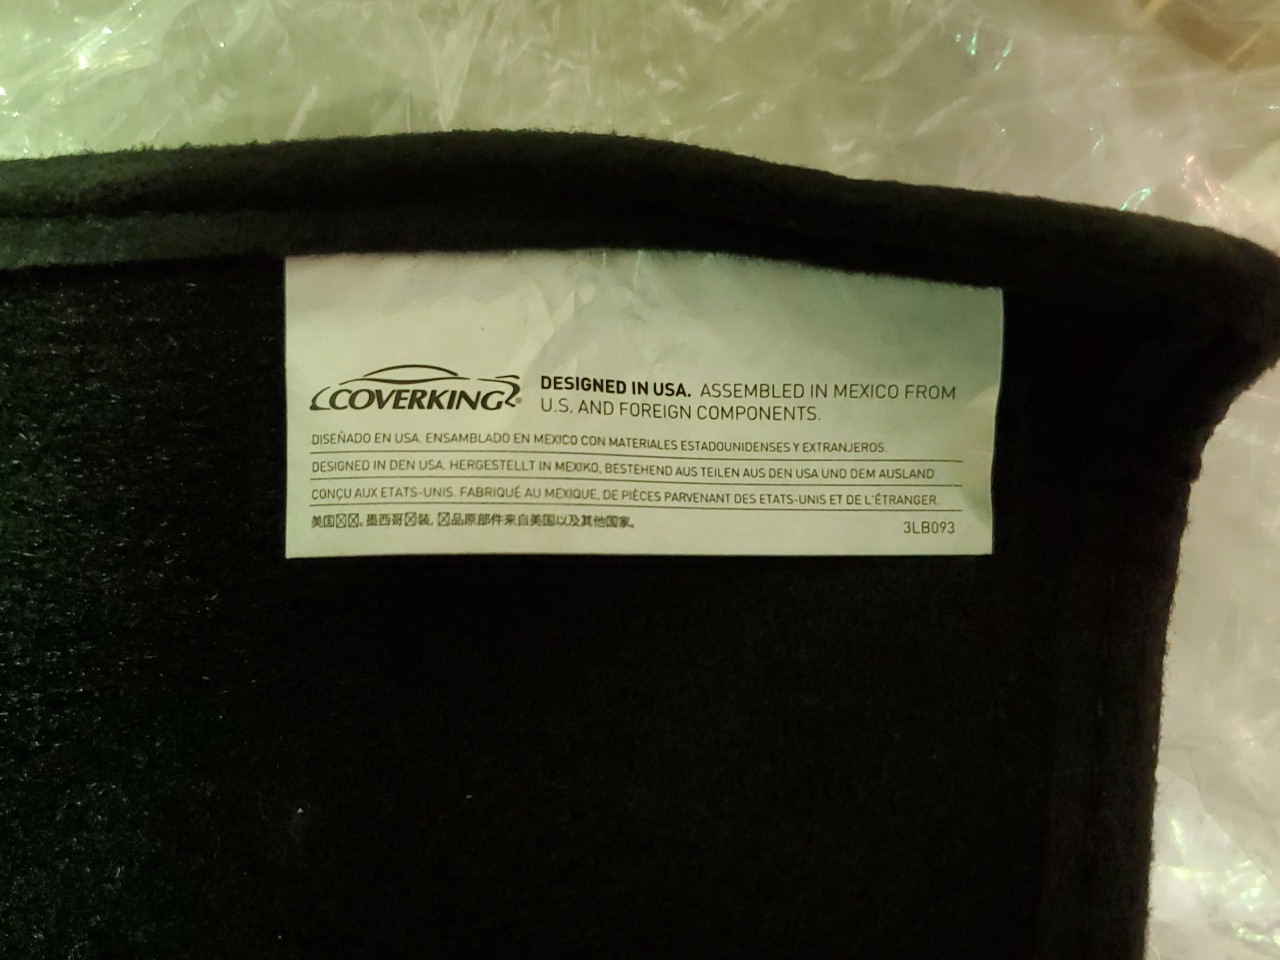 COVERKING®
DESIGNED IN USA. ASSEMBLED IN MEXICO FROM
U.S. AND FOREIGN COMPONENTS.
DISEÑADO EN USA. ENSAMBLADO EN MEXICO CON MATERIALES ESTADOUNIDENSES Y EXTRANJEROS.
DESIGNED IN DEN USA. HERGESTELLT IN MEXIKO, BESTEHEND AUS TEILEN AUS DEN USA UND DEM AUSLAND
CONÇU AUX ETATS-UNIS. FABRIQUÉ AU MEXIQUE, DE PIÈCES PARVENANT DES ETATS-UNIS ET DE L'ÉTRANGER.
美国☒☒。墨西哥☒装。☒品原部件来自美国以及其他国家。
3LB093